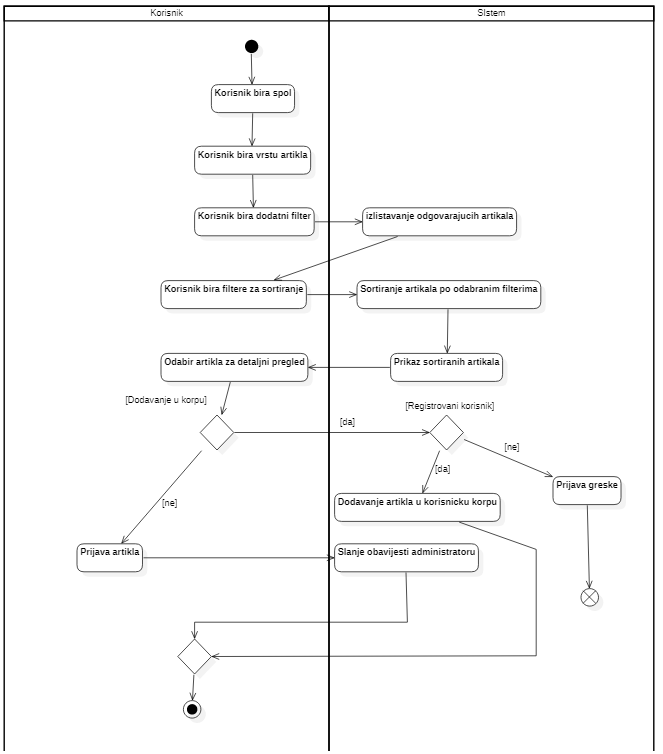 Korisnik
SIstem
Korisnik bira spol
Korisnik bira vrstu artikla
Korisnik bira dodatni filter
izlistavanje odgovarajucih artikala
Korisnik bira filtere za sortiranje
Sortiranje artikala po odabranim filterima
Odabir artikla za detaljni pregled
Prikaz sortiranih artikala
[Dodavanje u korpu]
[Registrovani korisnik]
[da]
[ne]
[da]
Prijava greske
[ne]
Dodavanje artikla u korisnicku korpu
Prijava artikla
Slanje obavijesti administratoru